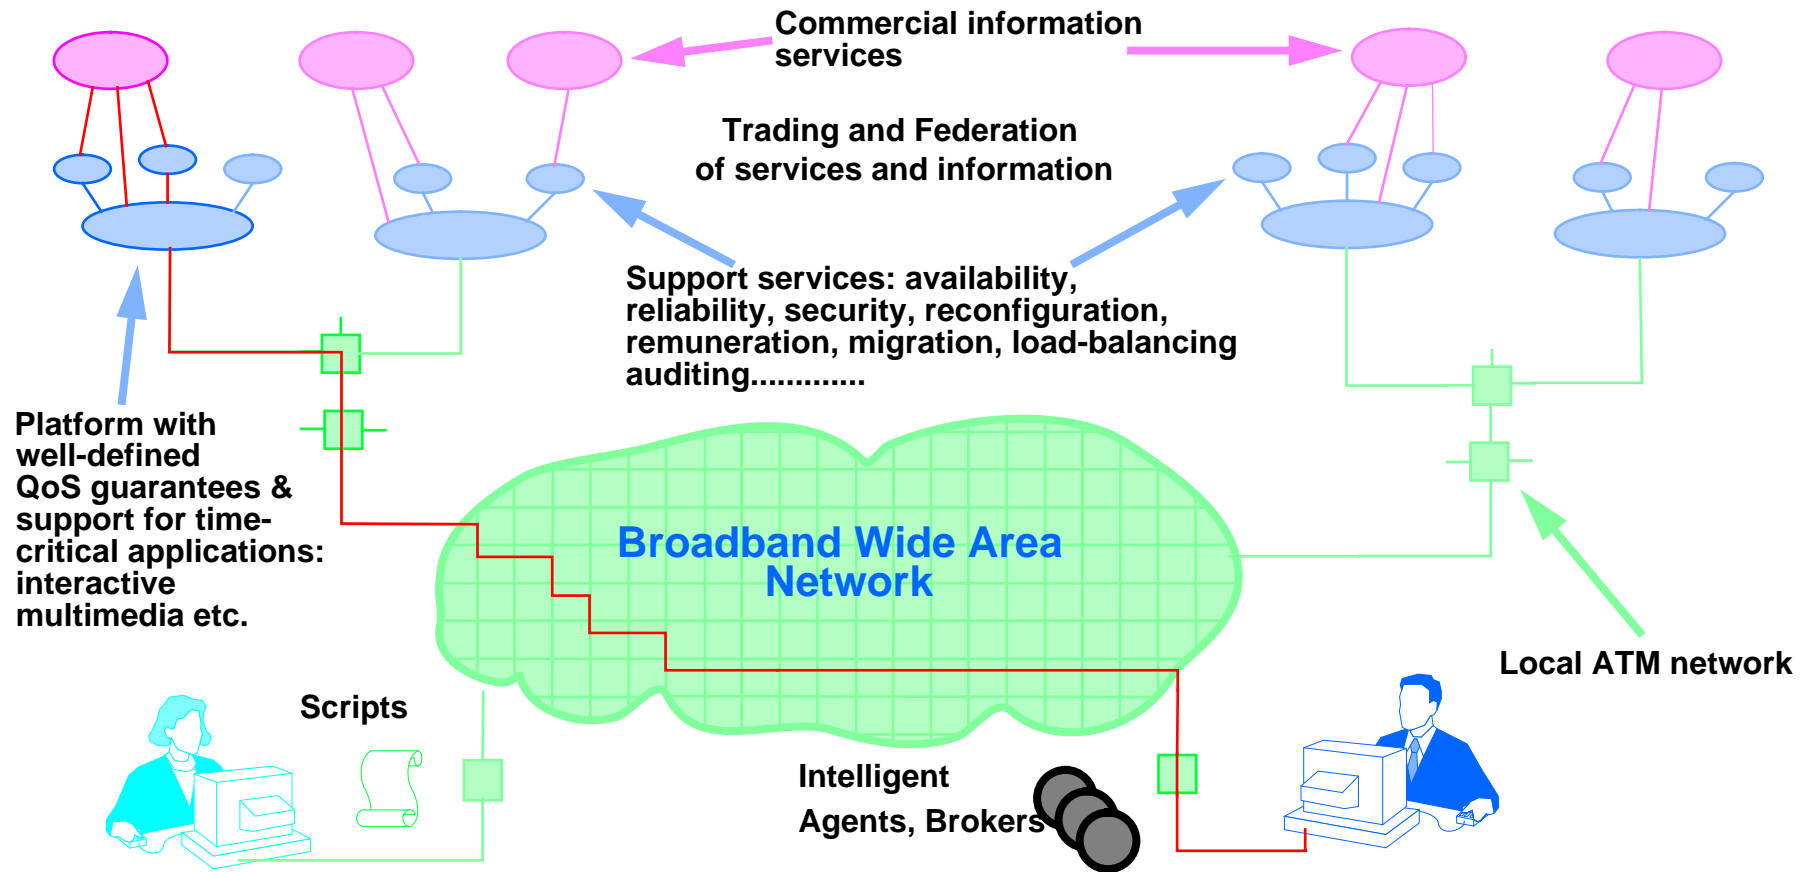 Commercial information
services
Trading and Federation
of services and information
Support services: availability,
reliability, security, reconfiguration,
remuneration, migration, load-balancing
auditing.............
Platform with
well-defined
QoS guarantees &
support for time-
critical applications:
interactive
multimedia etc.
Broadband Wide Area
Network
Local ATM network
Scripts
Intelligent
Agents, Brokers